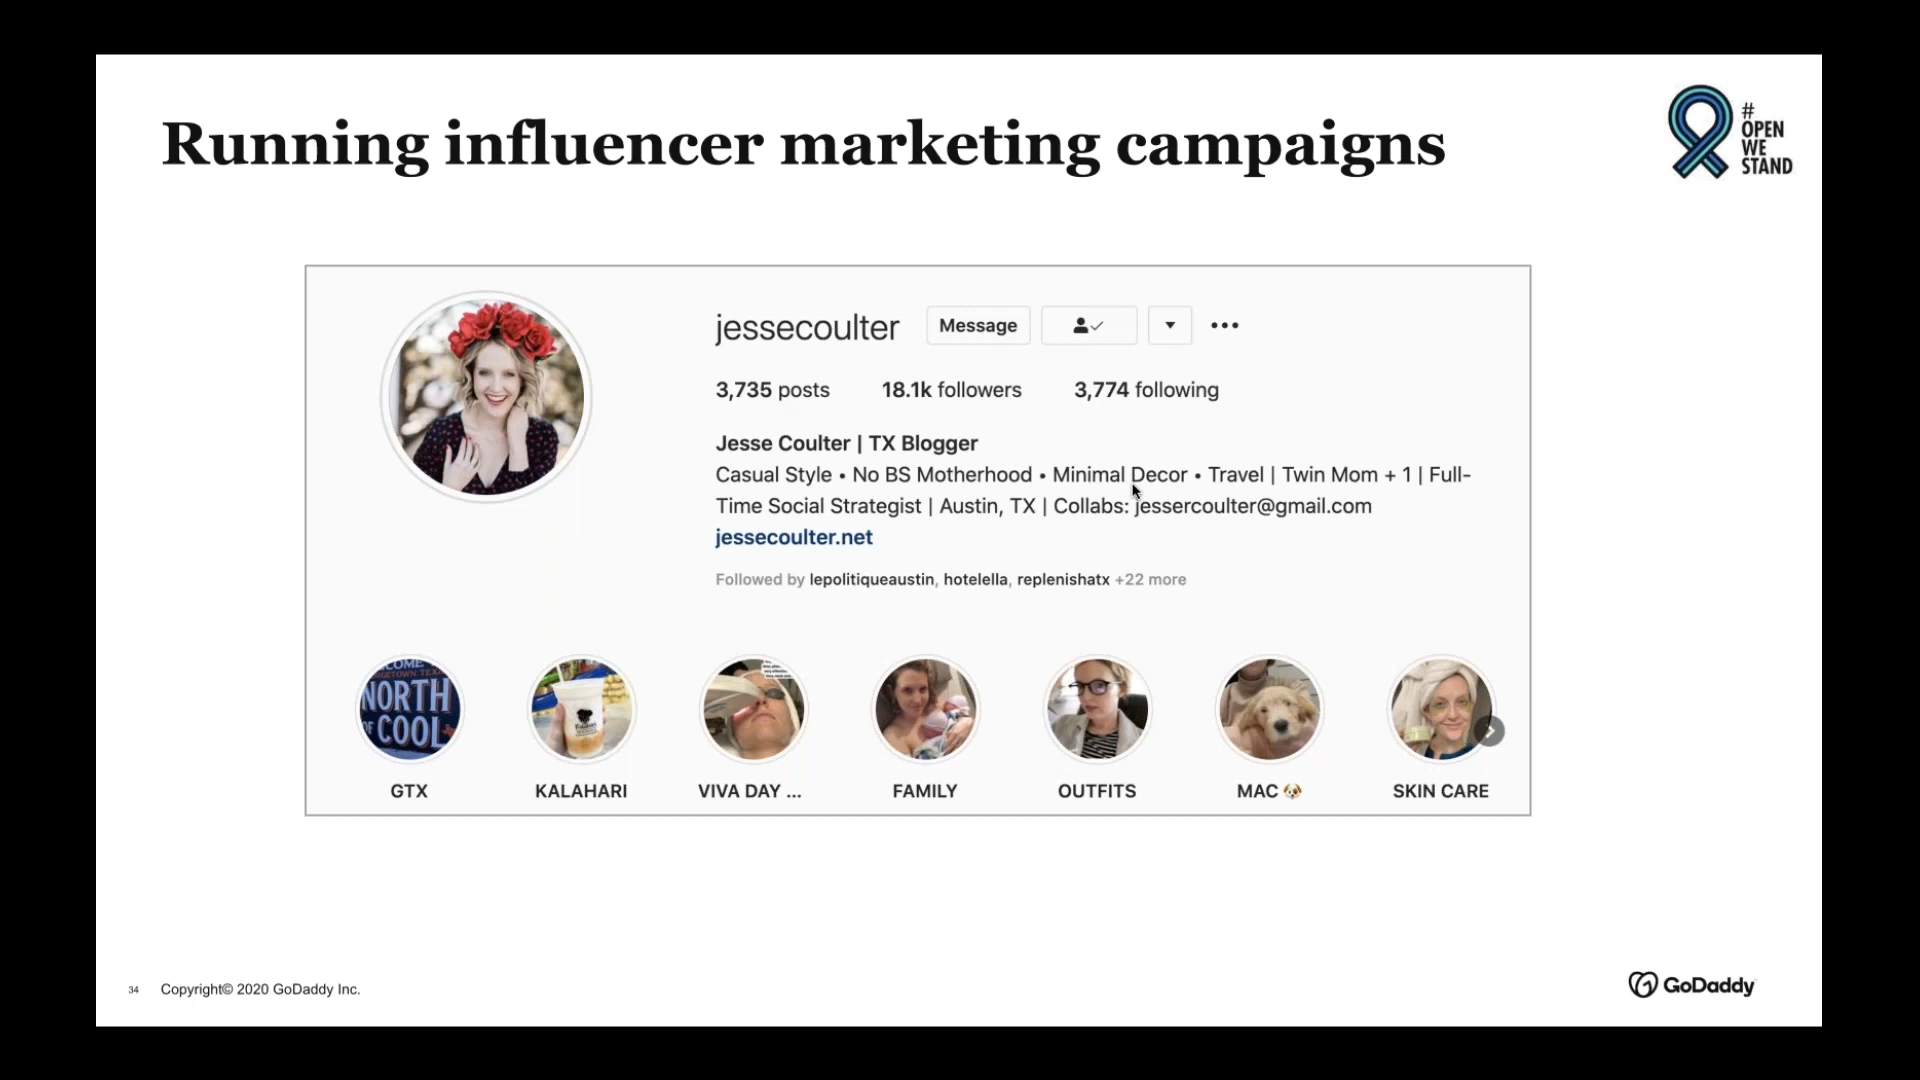 Running influencer marketing campaigns
#
OPEN
WE
STAND
jessecoulter Message
3,735 posts 18.1k followers 3,774 following
Jesse Coulter | TX Blogger
Casual Style • No BS Motherhood • Minimal Decor • Travel | Twin Mom + 1 | Full-
Time Social Strategist | Austin, TX | Collabs: jessercoulter@gmail.com
jessecoulter.net
Followed by lepolitiqueaustin, hotelella, replenishatx +22 more
NORTH
OF COOL
GTX KALAHARI VIVA DAY ... FAMILY OUTFITS MAC 🐶 SKIN CARE
34 Copyright© 2020 GoDaddy Inc.
GoDaddy